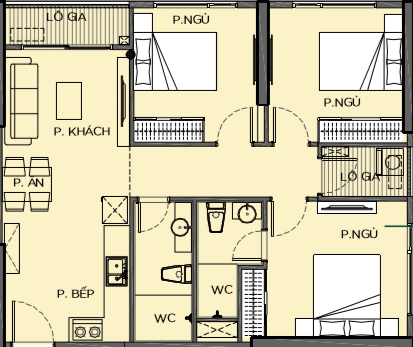 LÔ GIA
P.NGỦ
P.NGỦ
P. KHÁCH
LÔ GIA
P. ĂN
P.NGỦ
P. BẾP
WC
WC